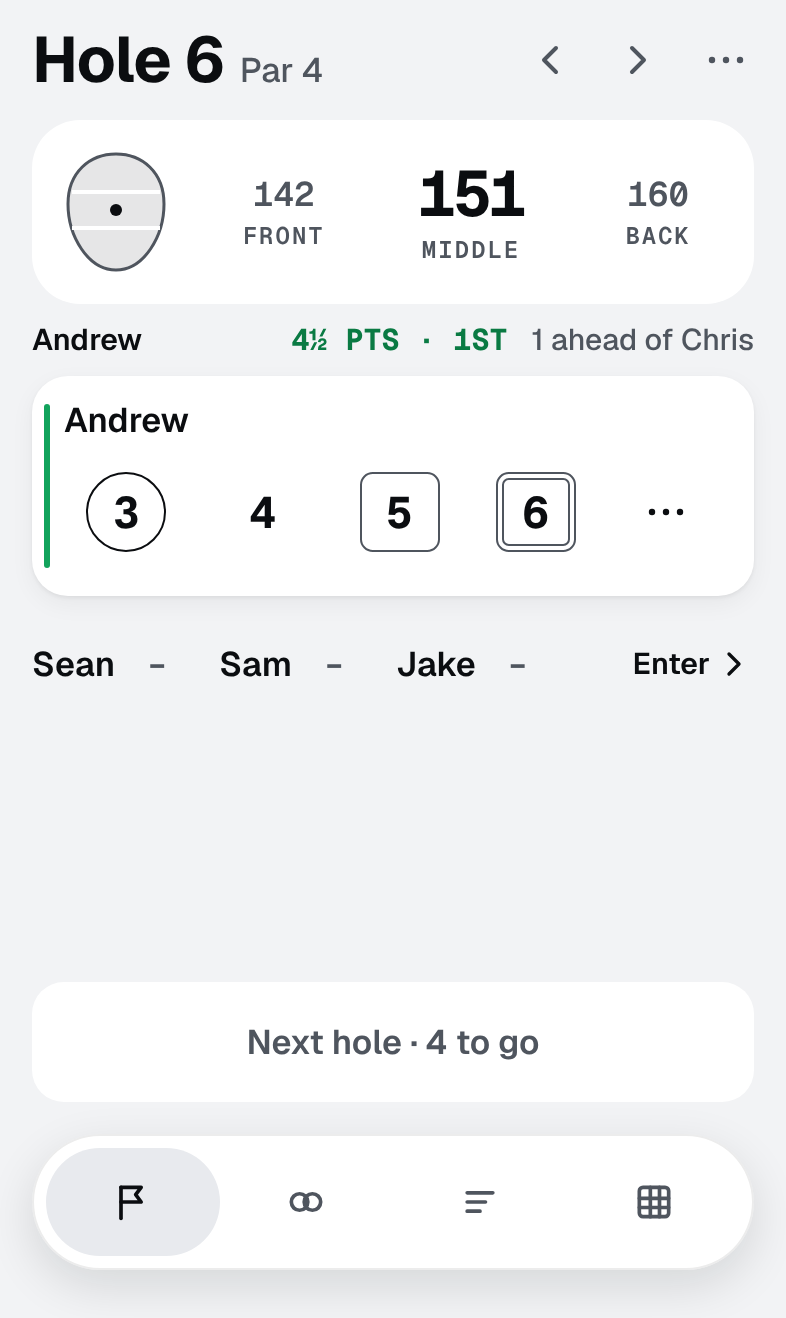 Hole 6 Par 4
142 151 160
FRONT MIDDLE BACK
Andrew 4½ PTS · 1ST 1 ahead of Chris
Andrew
3 4 5 6 ···
Sean – Sam – Jake – Enter
Next hole · 4 to go